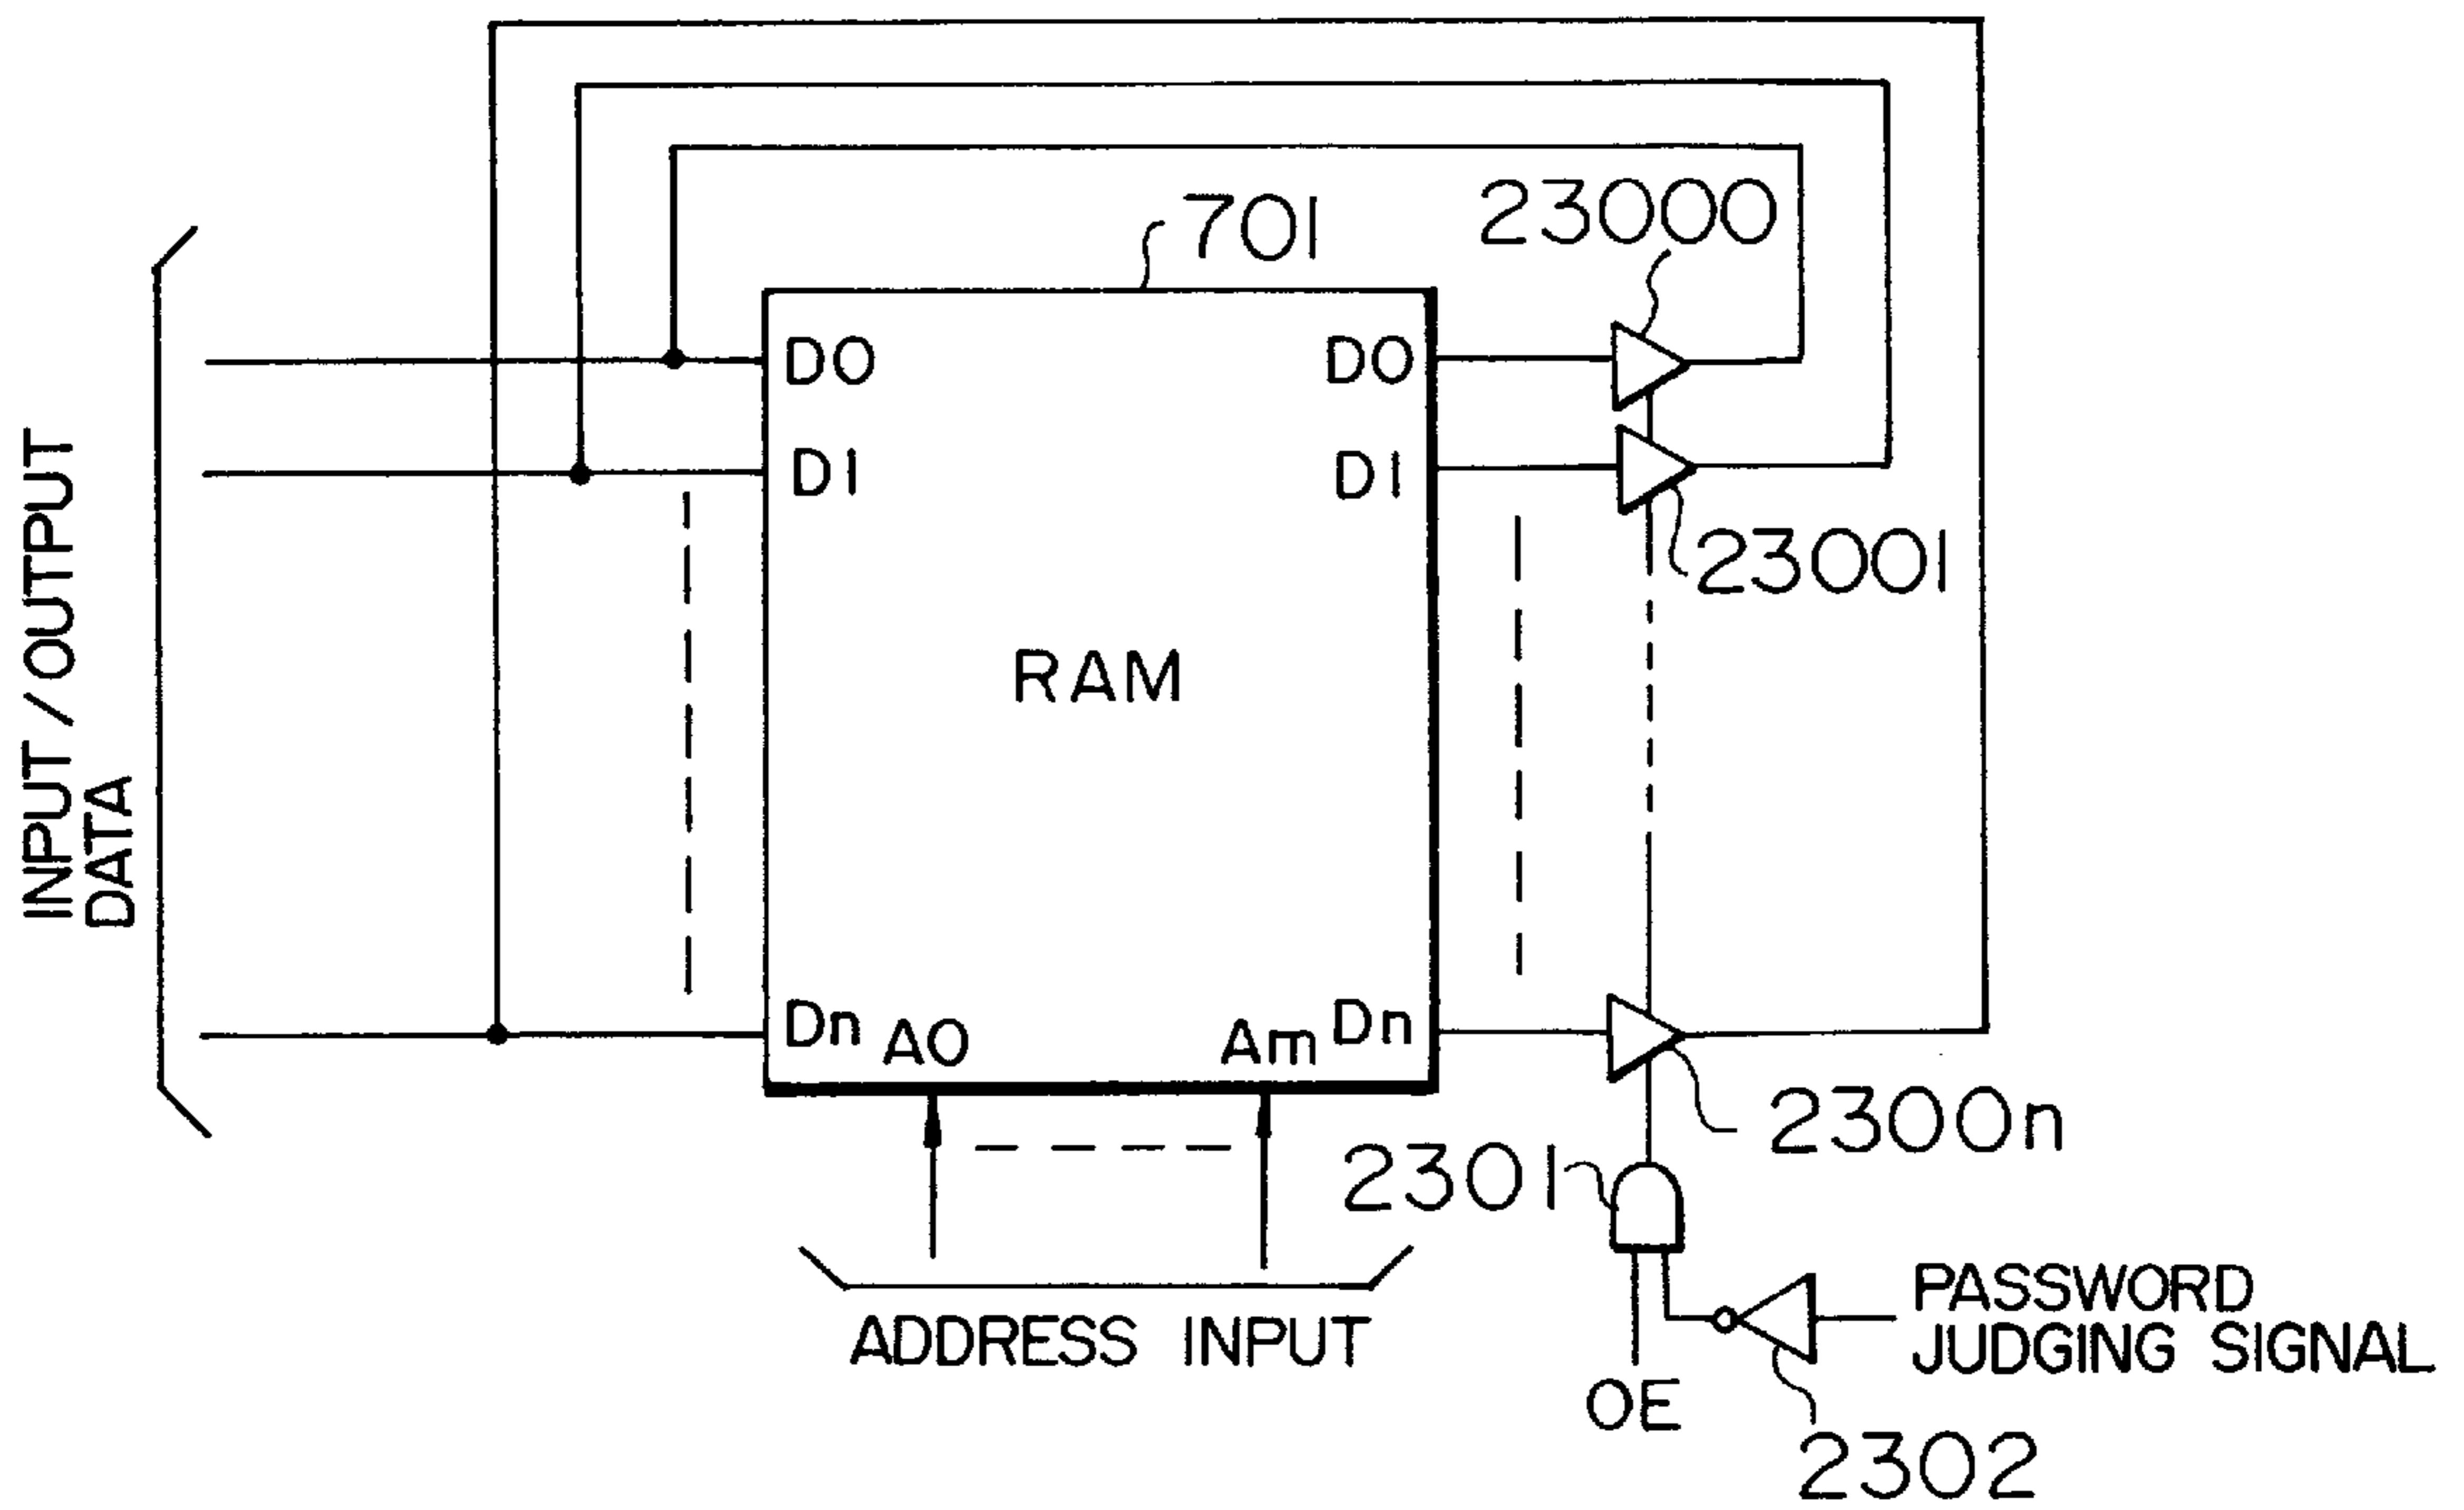 701
23000
D0
D0
D1
D1
23001
INPUT/OUTPUT
DATA
RAM
Dn
A0
Am
Dn
2300n
2301
ADDRESS INPUT
PASSWORD
JUDGING SIGNAL
OE
2302